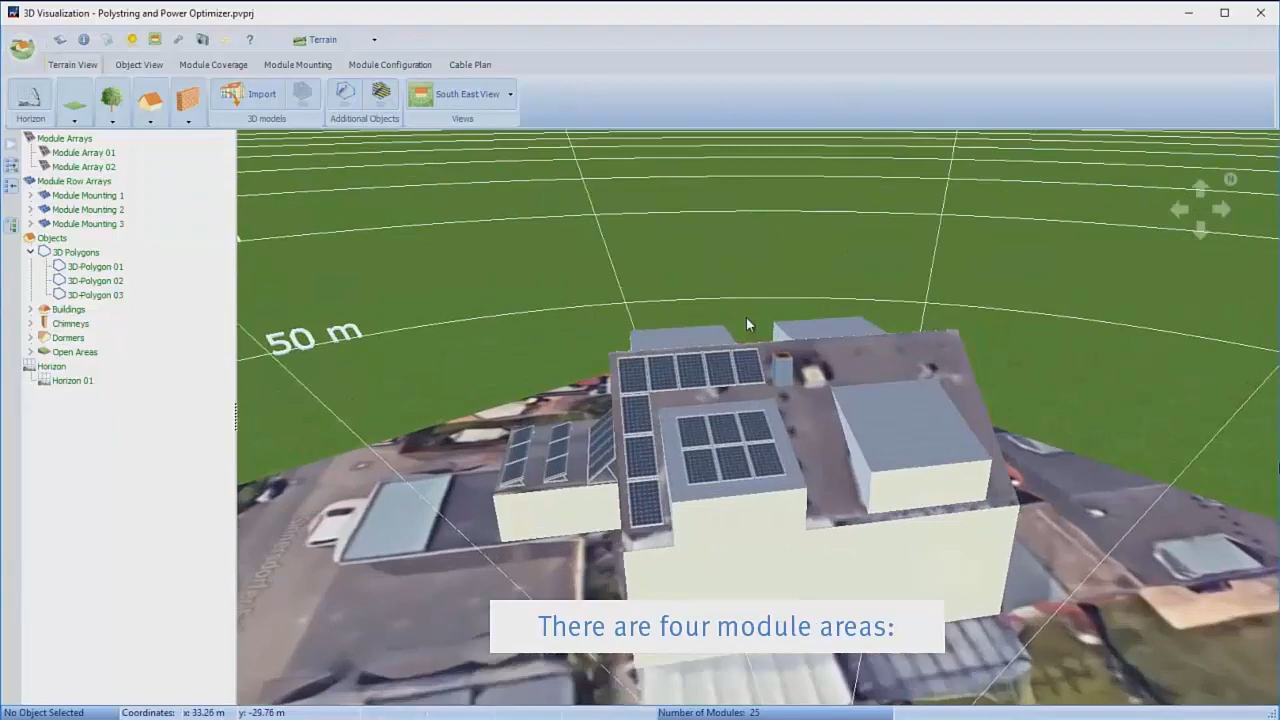 3D Visualization - Polystring and Power Optimizer.pvprj
?
Terrain
Terrain View
Object View
Module Coverage
Module Mounting
Module Configuration
Cable Plan
Import
South East View
Horizon
3D models
Additional Objects
Views
Module Arrays
Module Array 01
Module Array 02
Module Row Arrays
Module Mounting 1
Module Mounting 2
Module Mounting 3
Objects
3D Polygons
3D-Polygon 01
3D-Polygon 02
3D-Polygon 03
Buildings
Chimneys
Dormers
Open Areas
Horizon
Horizon 01
N
50 m
There are four module areas:
No Object Selected
Coordinates: x: 33.26 m y: -29.76 m
Number of Modules: 25